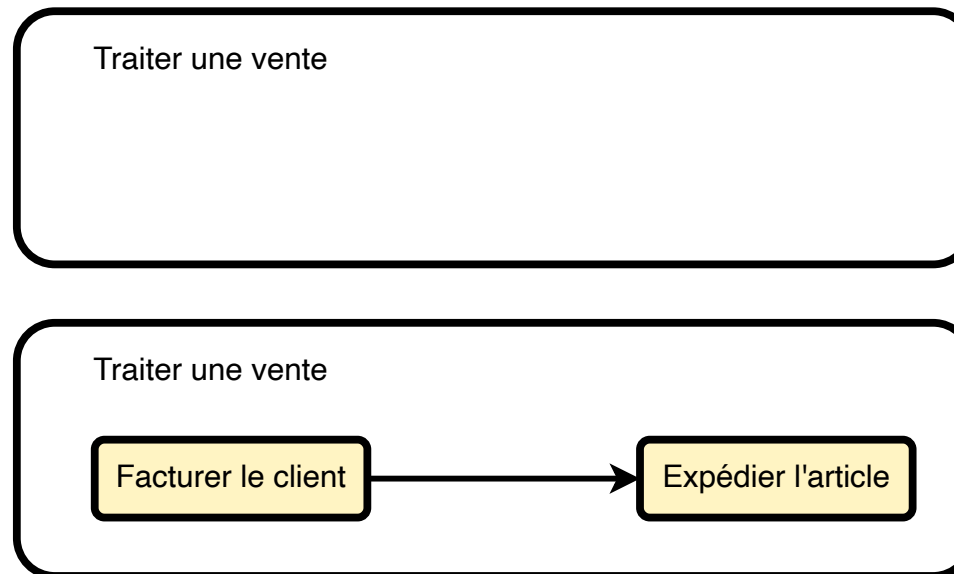 Traiter une vente
Traiter une vente
Facturer le client
Expédier l'article